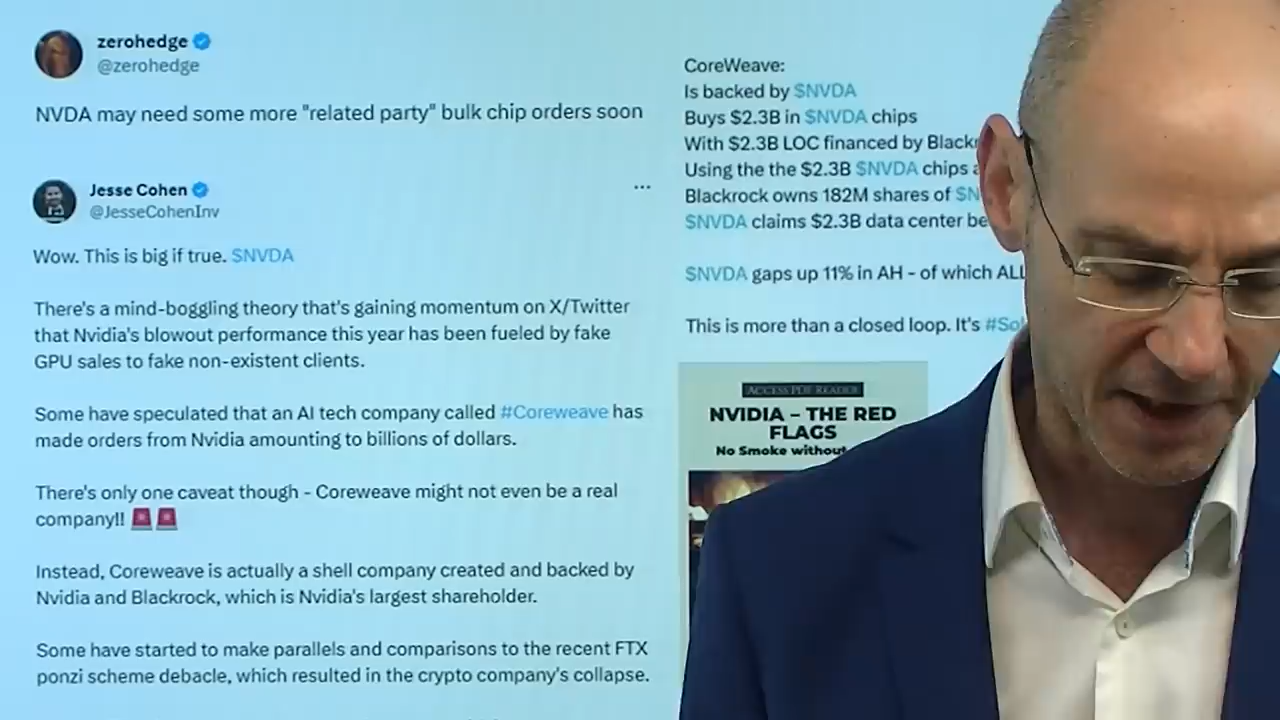 zerohedge
@zerohedge
NVDA may need some more "related party" bulk chip orders soon
Jesse Cohen
@JesseCohenInv
Wow. This is big if true. $NVDA
There's a mind-boggling theory that's gaining momentum on X/Twitter
that Nvidia's blowout performance this year has been fueled by fake
GPU sales to fake non-existent clients.
Some have speculated that an AI tech company called #Coreweave has
made orders from Nvidia amounting to billions of dollars.
There's only one caveat though - Coreweave might not even be a real
company!!
Instead, Coreweave is actually a shell company created and backed by
Nvidia and Blackrock, which is Nvidia's largest shareholder.
Some have started to make parallels and comparisons to the recent FTX
ponzi scheme debacle, which resulted in the crypto company's collapse.
CoreWeave:
Is backed by $NVDA
Buys $2.3B in $NVDA chips
With $2.3B LOC financed by
Using the the $2.3B $NVDA chips
Blackrock owns 182M shares of
$NVDA claims $2.3B data center
$NVDA gaps up 11% in AH - of which ALL
This is more than a closed loop. It's
ACCESS PDF READER
NVIDIA – THE RED
FLAGS
No Smoke without